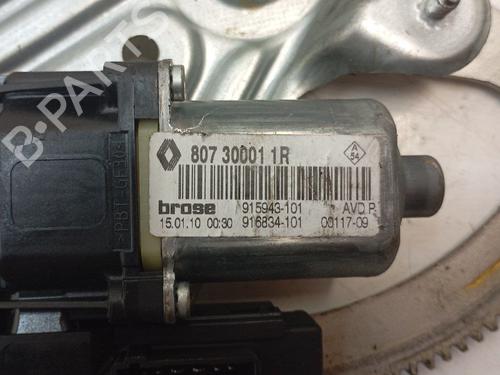 B-PARTS
807 30001 1R
A
54
brose 915943-101 AVD.P.
15.01.10 00:30 916834-101 00117-09
>PBT-GF30<